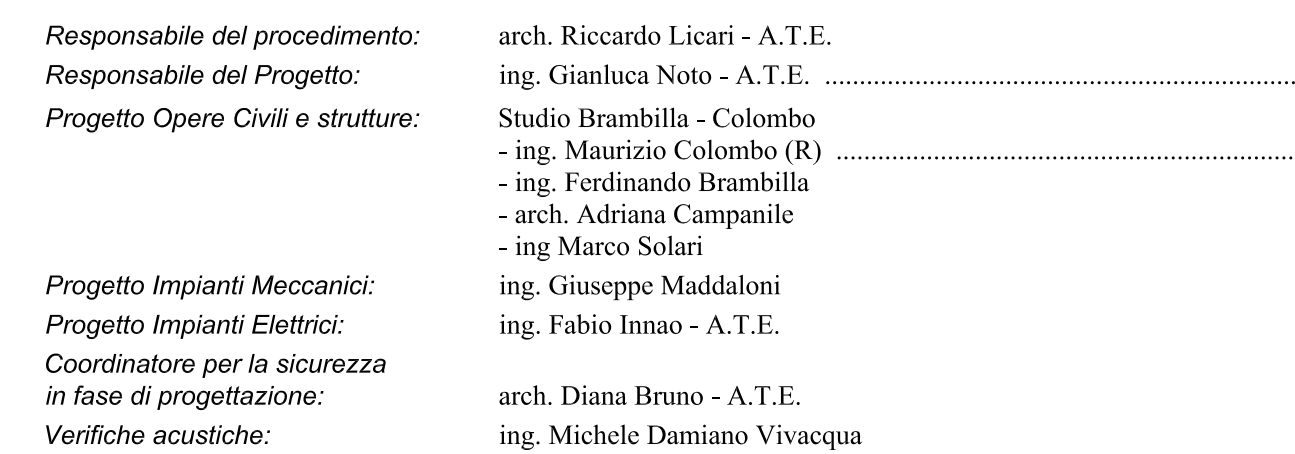 Responsabile del procedimento: arch. Riccardo Licari - A.T.E.
Responsabile del Progetto: ing. Gianluca Noto - A.T.E. ....................................................................
Progetto Opere Civili e strutture: Studio Brambilla - Colombo
- ing. Maurizio Colombo (R) ..................................................................
- ing. Ferdinando Brambilla
- arch. Adriana Campanile
- ing Marco Solari
Progetto Impianti Meccanici: ing. Giuseppe Maddaloni
Progetto Impianti Elettrici: ing. Fabio Innao - A.T.E.
Coordinatore per la sicurezza
in fase di progettazione: arch. Diana Bruno - A.T.E.
Verifiche acustiche: ing. Michele Damiano Vivacqua